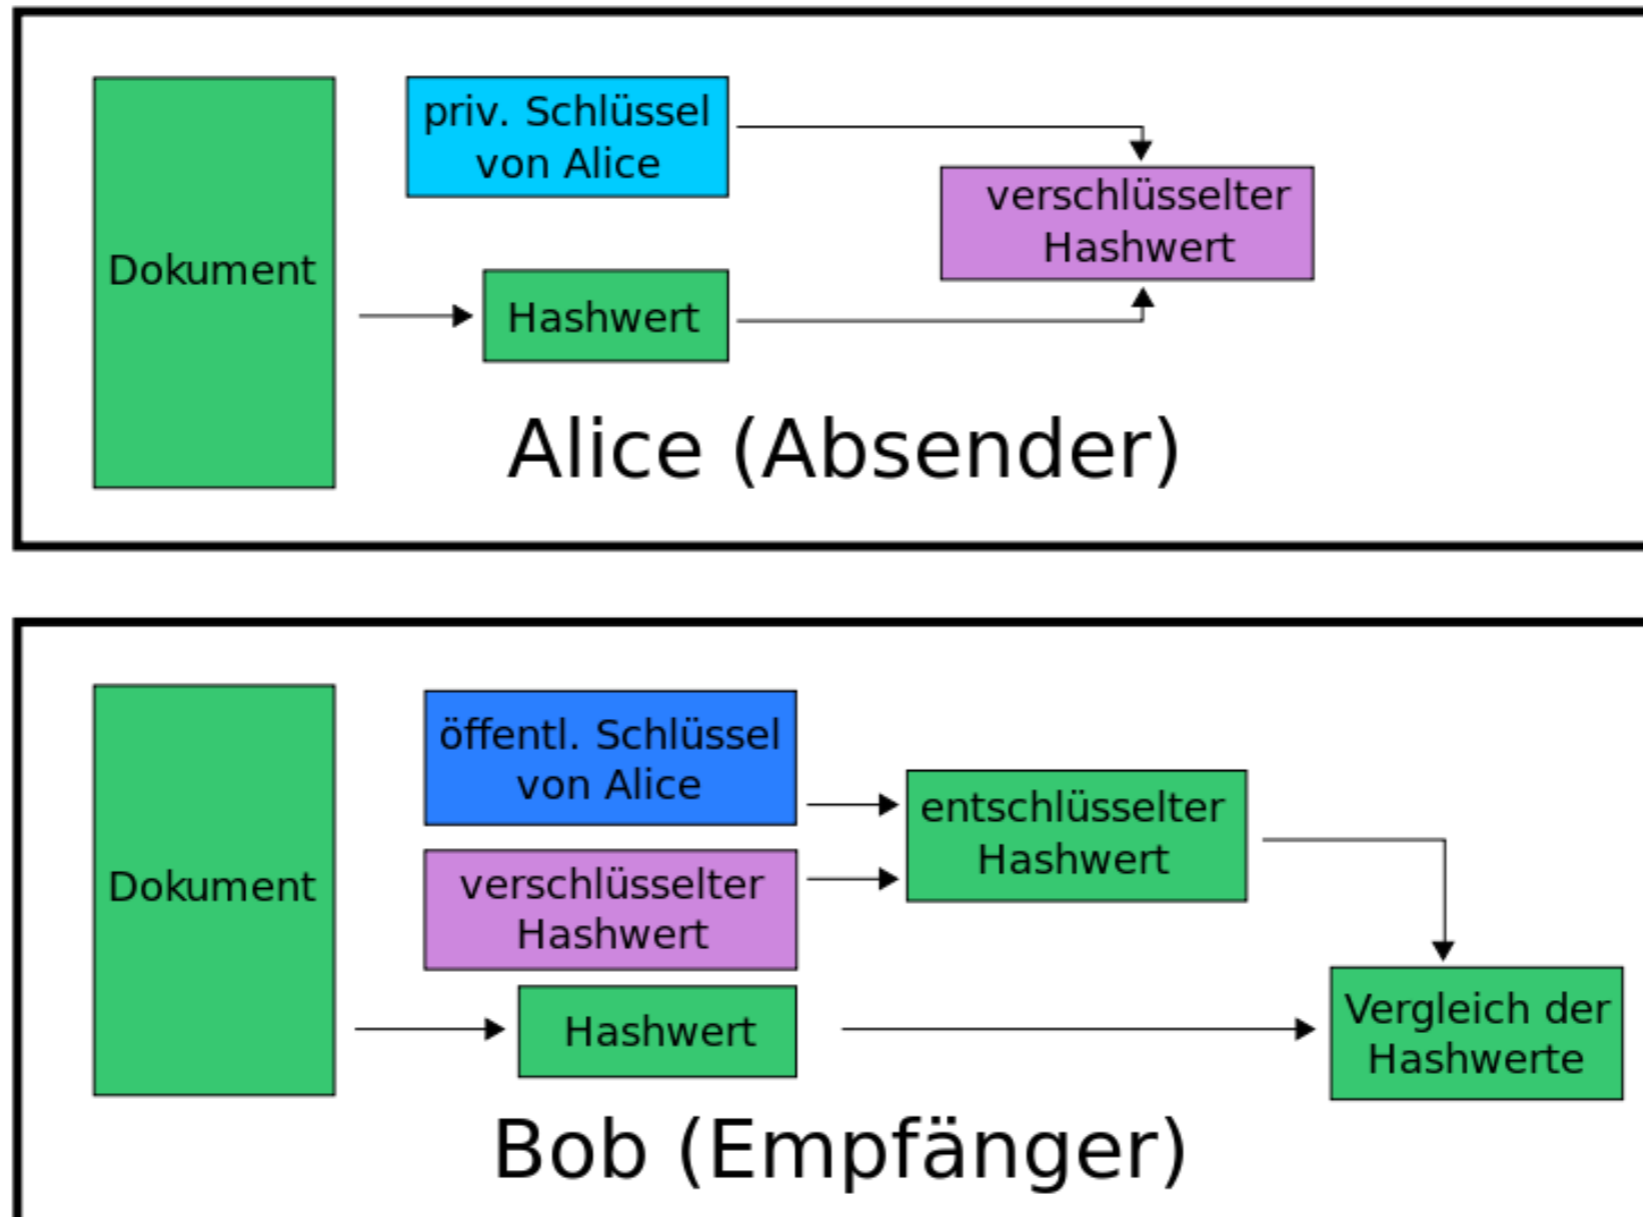 priv. Schlüssel
von Alice
verschlüsselter
Hashwert
Dokument
Hashwert
Alice (Absender)
öffentl. Schlüssel
von Alice
entschlüsselter
Hashwert
verschlüsselter
Hashwert
Dokument
Hashwert
Vergleich der
Hashwerte
Bob (Empfänger)